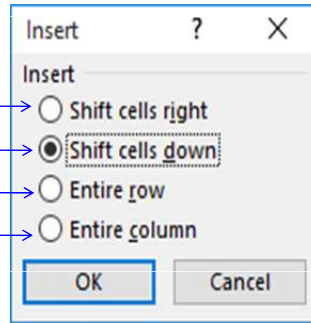 Insert ? X
Insert
Shift cells right
Shift cells down
Entire row
Entire column
OK Cancel